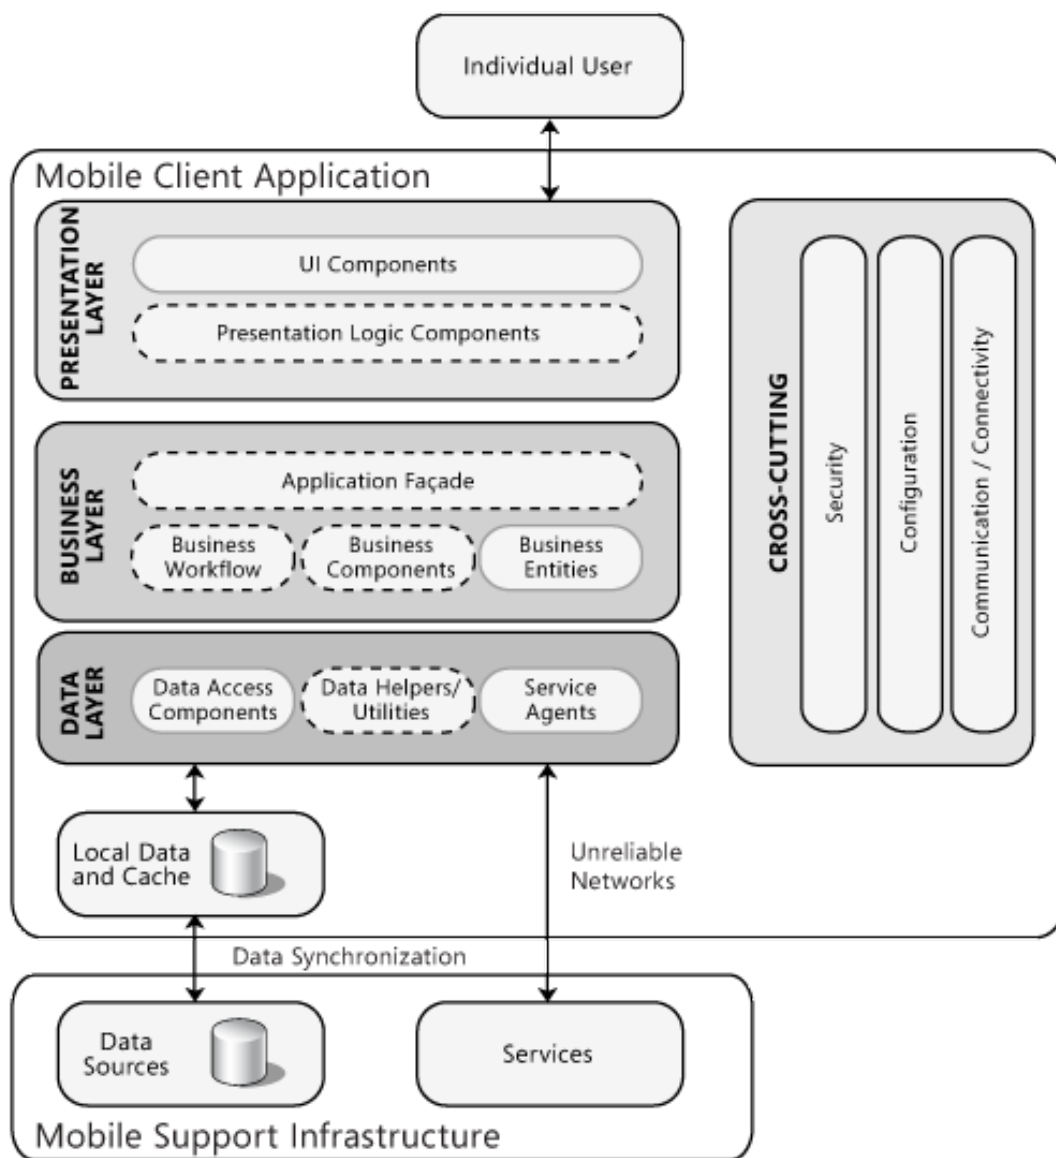 Individual User
Mobile Client Application
PRESENTATION
LAYER
UI Components
Presentation Logic Components
BUSINESS
LAYER
Application Façade
Business
Workflow
Business
Components
Business
Entities
DATA
LAYER
Data Access
Components
Data Helpers/
Utilities
Service
Agents
CROSS-CUTTING
Security
Configuration
Communication / Connectivity
Local Data
and Cache
Unreliable
Networks
Data Synchronization
Data
Sources
Services
Mobile Support Infrastructure